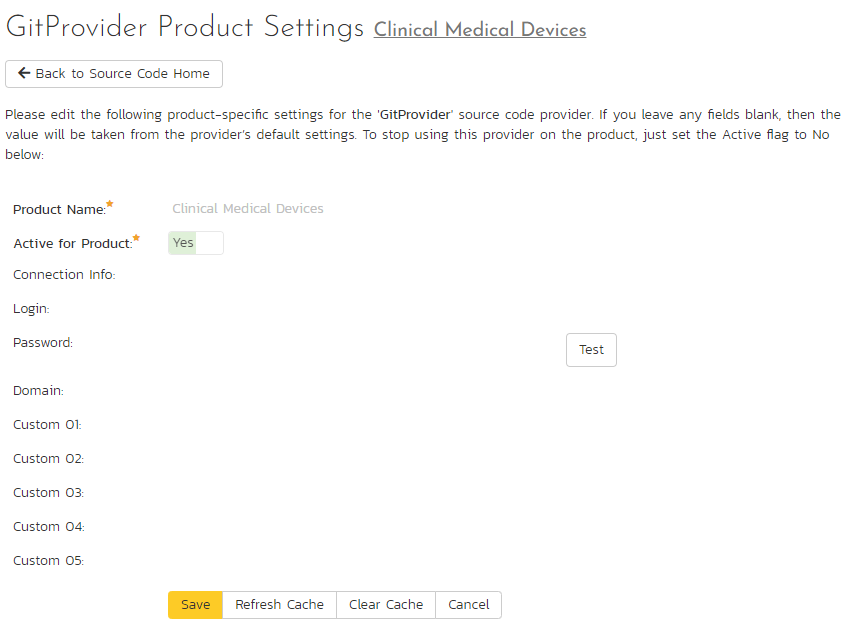 GitProvider Product Settings Clinical Medical Devices
← Back to Source Code Home
Please edit the following product-specific settings for the 'GitProvider' source code provider. If you leave any fields blank, then the
value will be taken from the provider's default settings. To stop using this provider on the product, just set the Active flag to No
below:
Product Name:* Clinical Medical Devices
Active for Product:* Yes
Connection Info:
Login:
Password:
Test
Domain:
Custom 01:
Custom 02:
Custom 03:
Custom 04:
Custom 05:
Save Refresh Cache Clear Cache Cancel